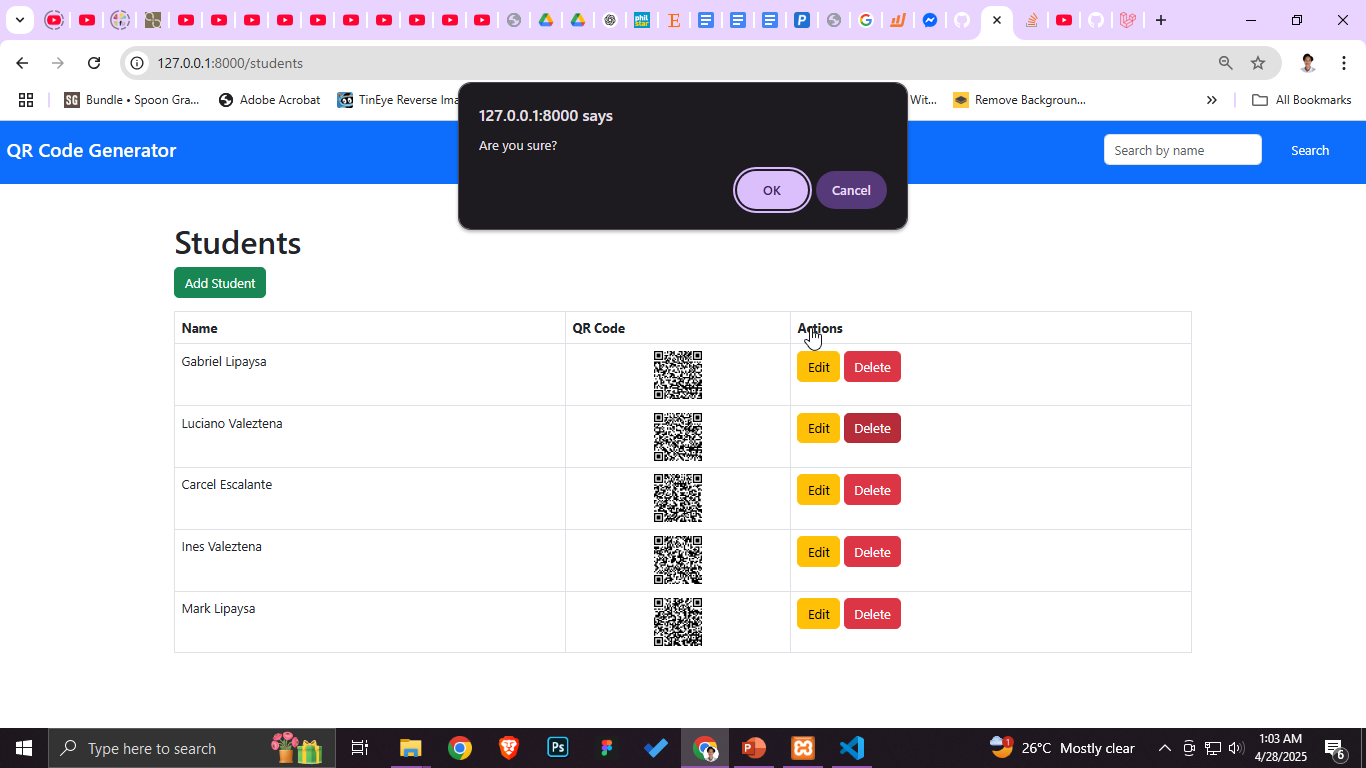 127.0.0.1:8000/students
Bundle • Spoon Gra...
Adobe Acrobat
TinEye Reverse Ima
Wit...
Remove Backgroun...
All Bookmarks
127.0.0.1:8000 says
Are you sure?
OK
Cancel
QR Code Generator
Search by name
Search
Students
Add Student
Name QR Code Actions
Gabriel Lipaysa Edit Delete
Luciano Valeztena Edit Delete
Carcel Escalante Edit Delete
Ines Valeztena Edit Delete
Mark Lipaysa Edit Delete
Type here to search
26°C Mostly clear
1:03 AM
4/28/2025
6